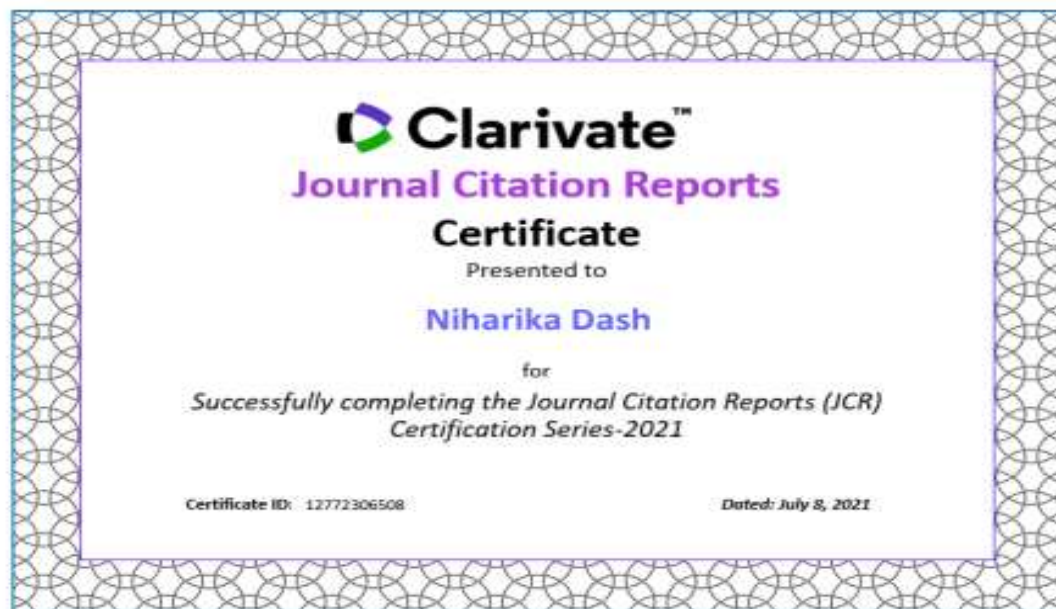 Clarivate™
Journal Citation Reports
Certificate
Presented to
Niharika Dash
for
Successfully completing the Journal Citation Reports (JCR)
Certification Series-2021
Certificate ID: 12772306508
Dated: July 8, 2021